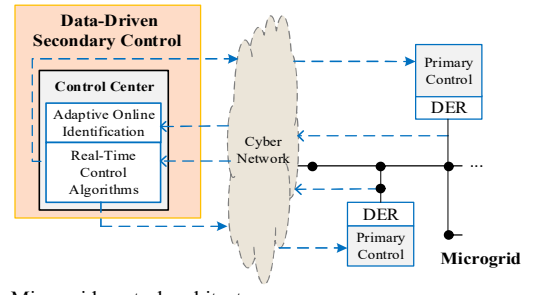 Data-Driven
Secondary Control
Control Center
Adaptive Online
Identification
Real-Time
Control
Algorithms
Cyber
Network
Primary
Control
DER
...
DER
Primary
Control
Microgrid